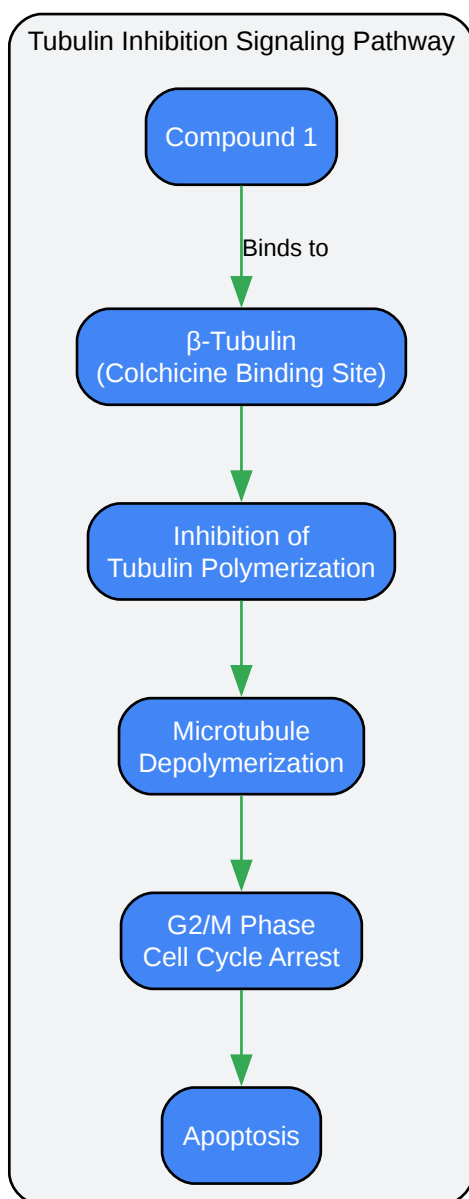 Tubulin Inhibition Signaling Pathway
Compound 1
Binds to
β-Tubulin
(Colchicine Binding Site)
Inhibition of
Tubulin Polymerization
Microtubule
Depolymerization
G2/M Phase
Cell Cycle Arrest
Apoptosis